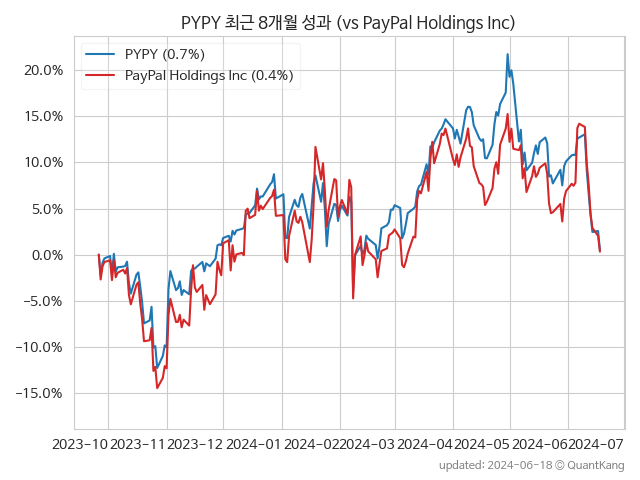 PYPY 최근 8개월 성과 (vs PayPal Holdings Inc)
PYPY (0.7%)
PayPal Holdings Inc (0.4%)
20.0%
15.0%
10.0%
5.0%
0.0%
−5.0%
−10.0%
−15.0%
2023-10 2023-11 2023-12 2024-01 2024-02 2024-03 2024-04 2024-05 2024-06 2024-07
updated: 2024-06-18 © QuantKang